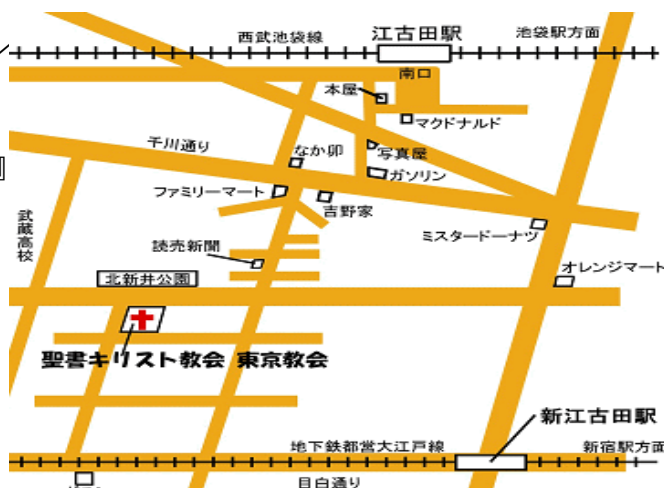 江古田駅
西武池袋線
池袋駅方面
南口
本屋
マクドナルド
千川通り
なか卯
写真屋
ガソリン
ファミリーマート
吉野家
武蔵高校
ミスタードーナツ
読売新聞
オレンジマート
北新井公園
聖書キリスト教会 東京教会
新江古田駅
地下鉄都営大江戸線
新宿駅方面
目白通り